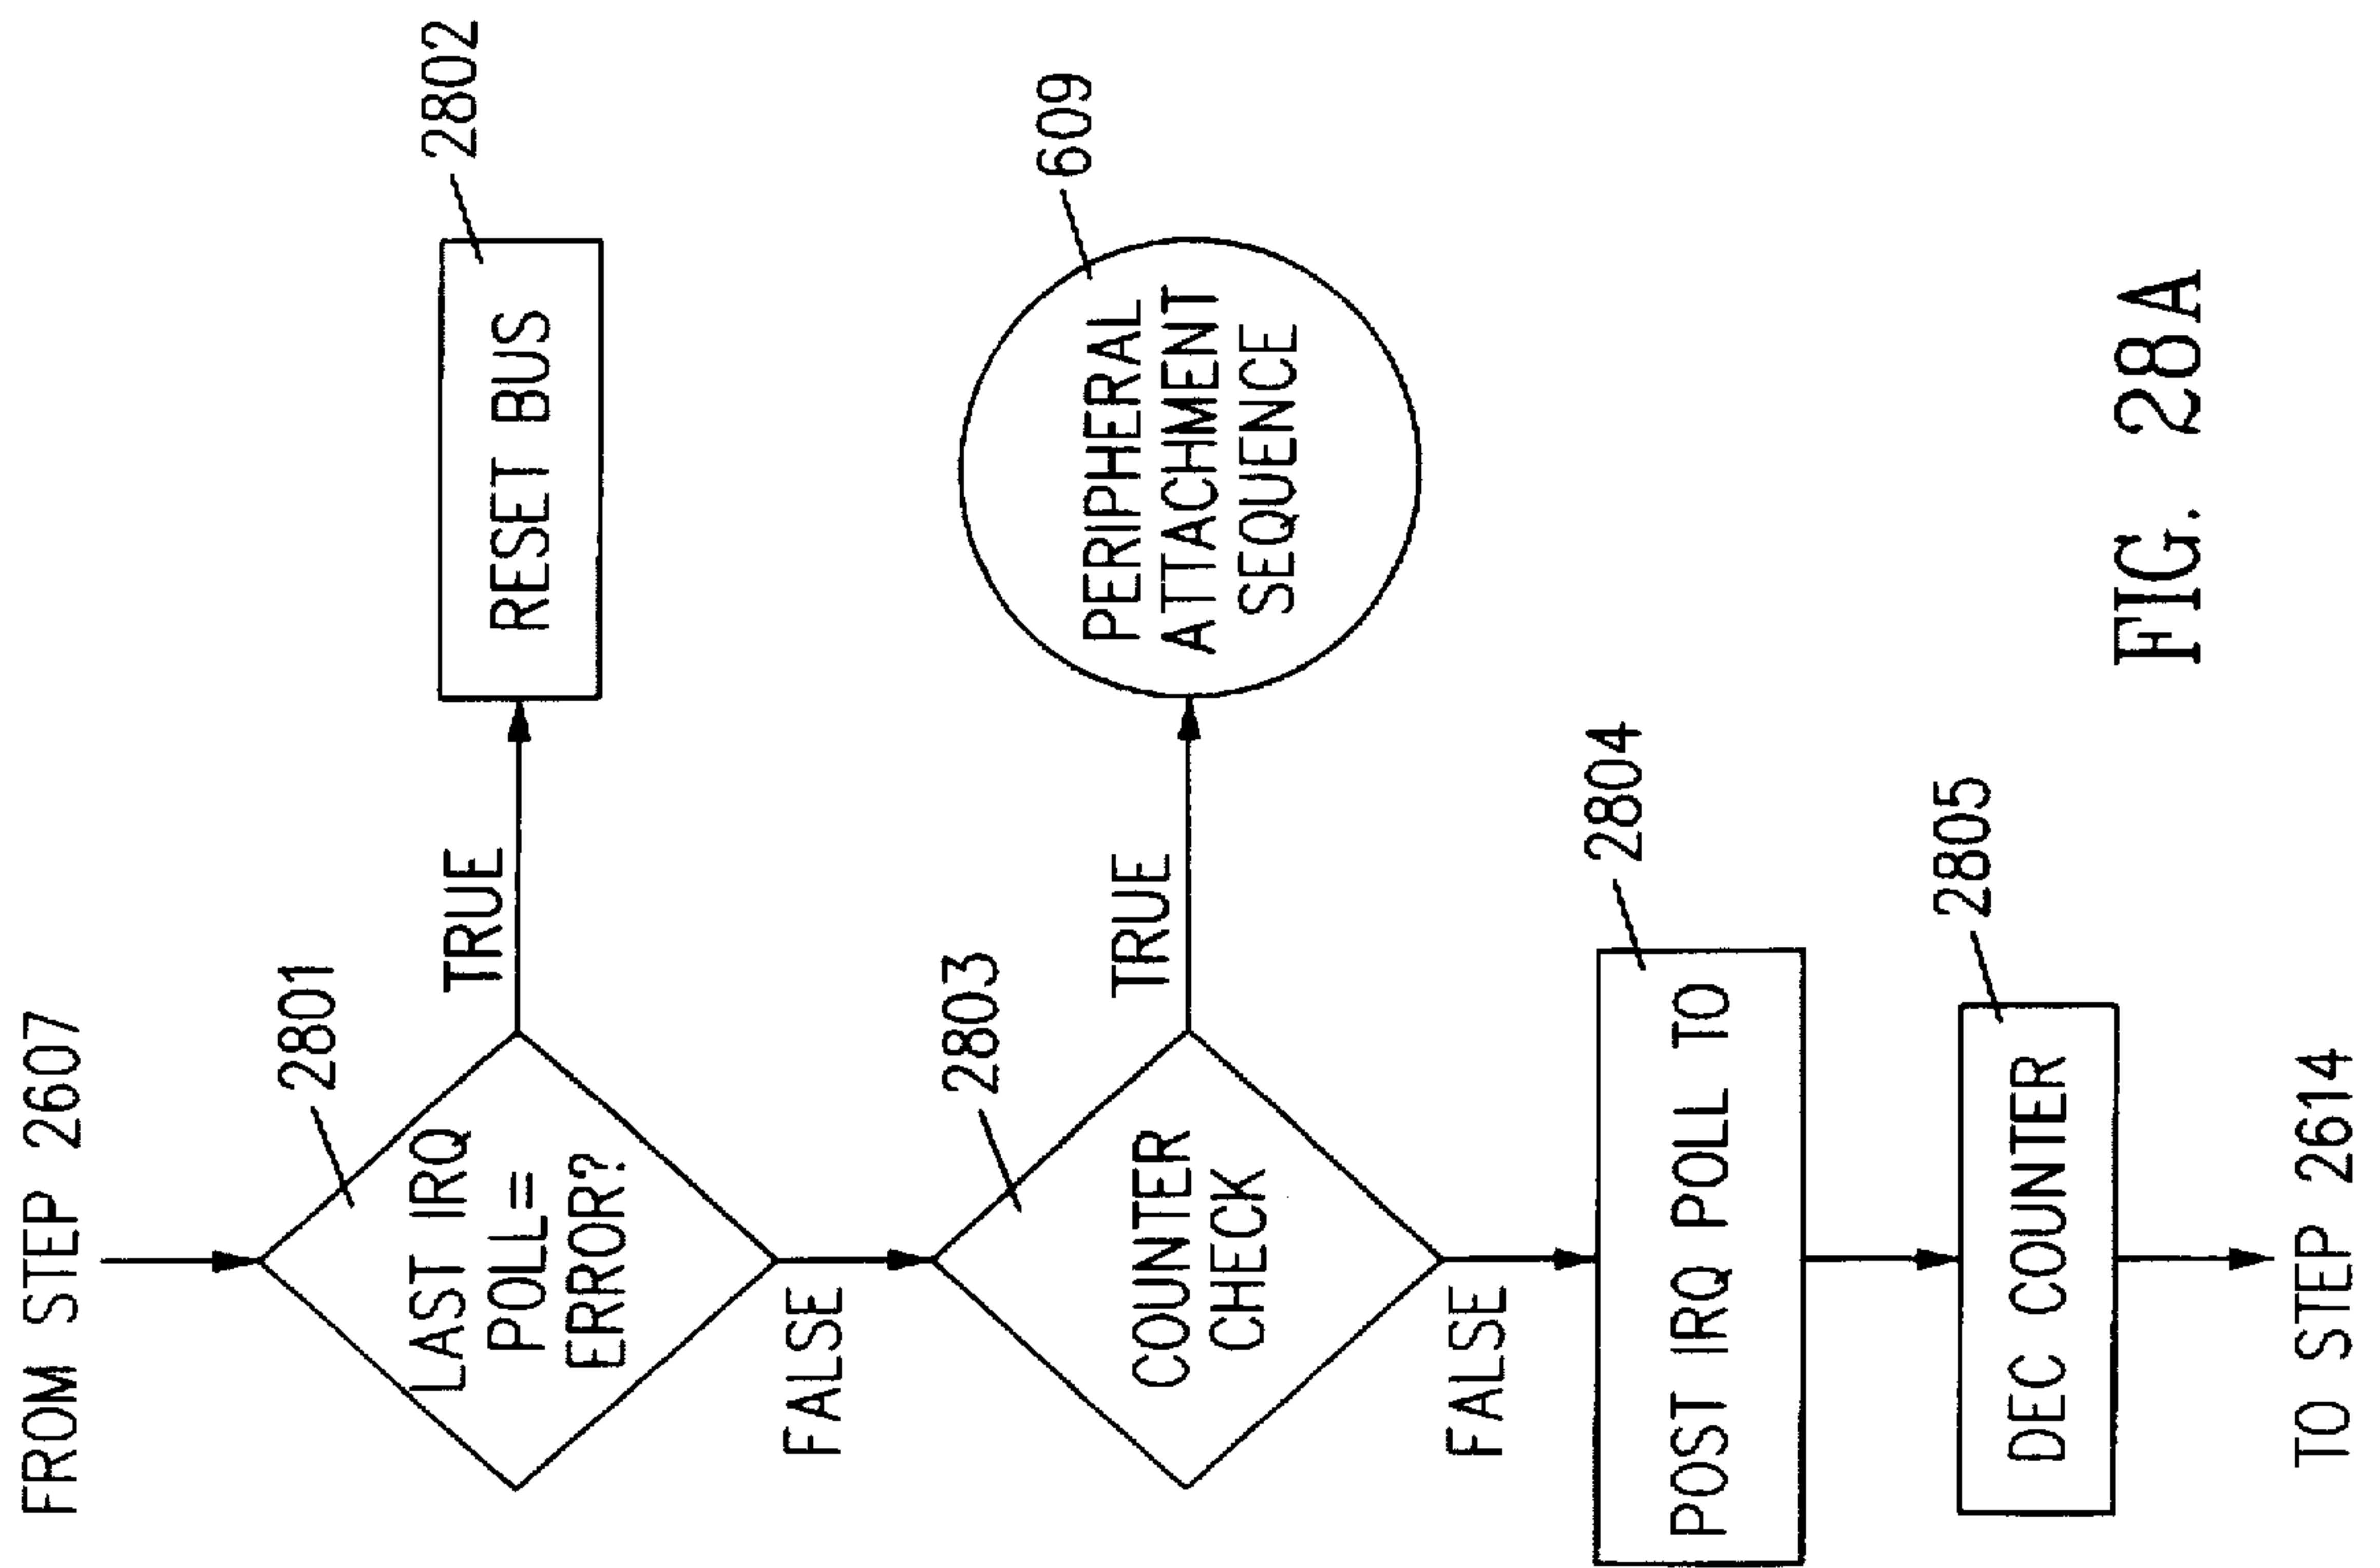 FROM STEP 2607
2801
LAST IRQ
POLL=
ERROR?
TRUE
2802
RESET BUS
FALSE
2803
COUNTER
CHECK
TRUE
609
PERIPHERAL
ATTACHMENT
SEQUENCE
FALSE
2804
POST IRQ POLL TO
2805
DEC COUNTER
TO STEP 2614
FIG. 28A